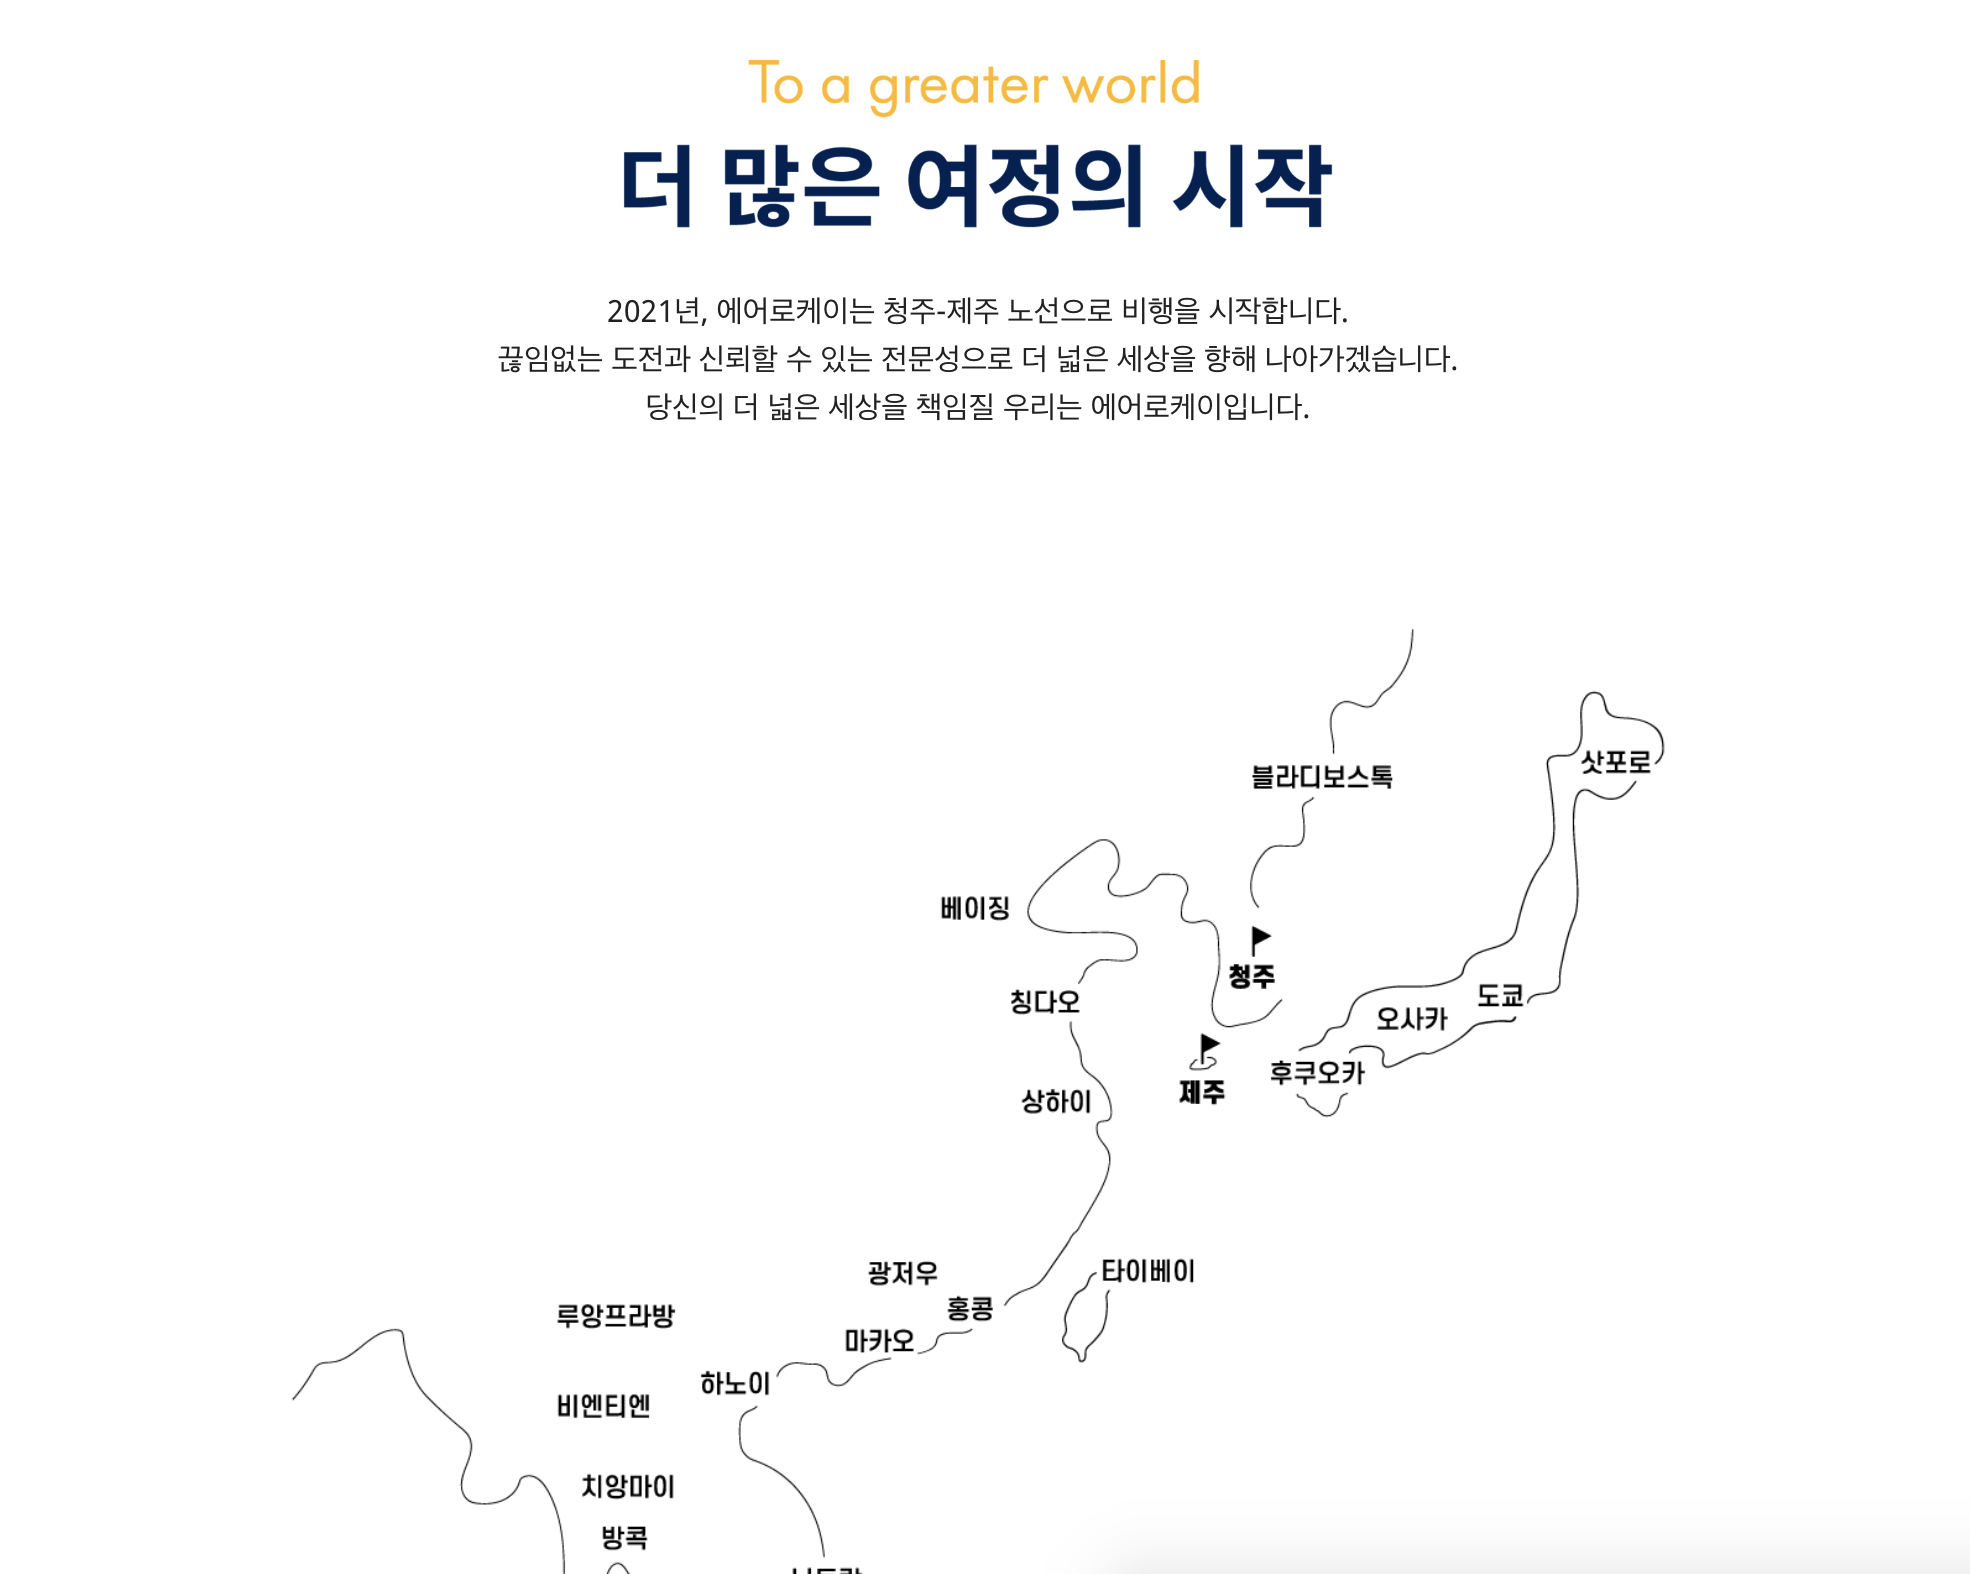 To a greater world
더 많은 여정의 시작
2021년, 에어로케이는 청주-제주 노선으로 비행을 시작합니다.
끊임없는 도전과 신뢰할 수 있는 전문성으로 더 넓은 세상을 향해 나아가겠습니다.
당신의 더 넓은 세상을 책임질 우리는 에어로케이입니다.
삿포로
블라디보스톡
베이징
청주
도쿄
칭다오
오사카
후쿠오카
제주
상하이
타이베이
광저우
홍콩
루앙프라방
마카오
하노이
비엔티엔
치앙마이
방콕